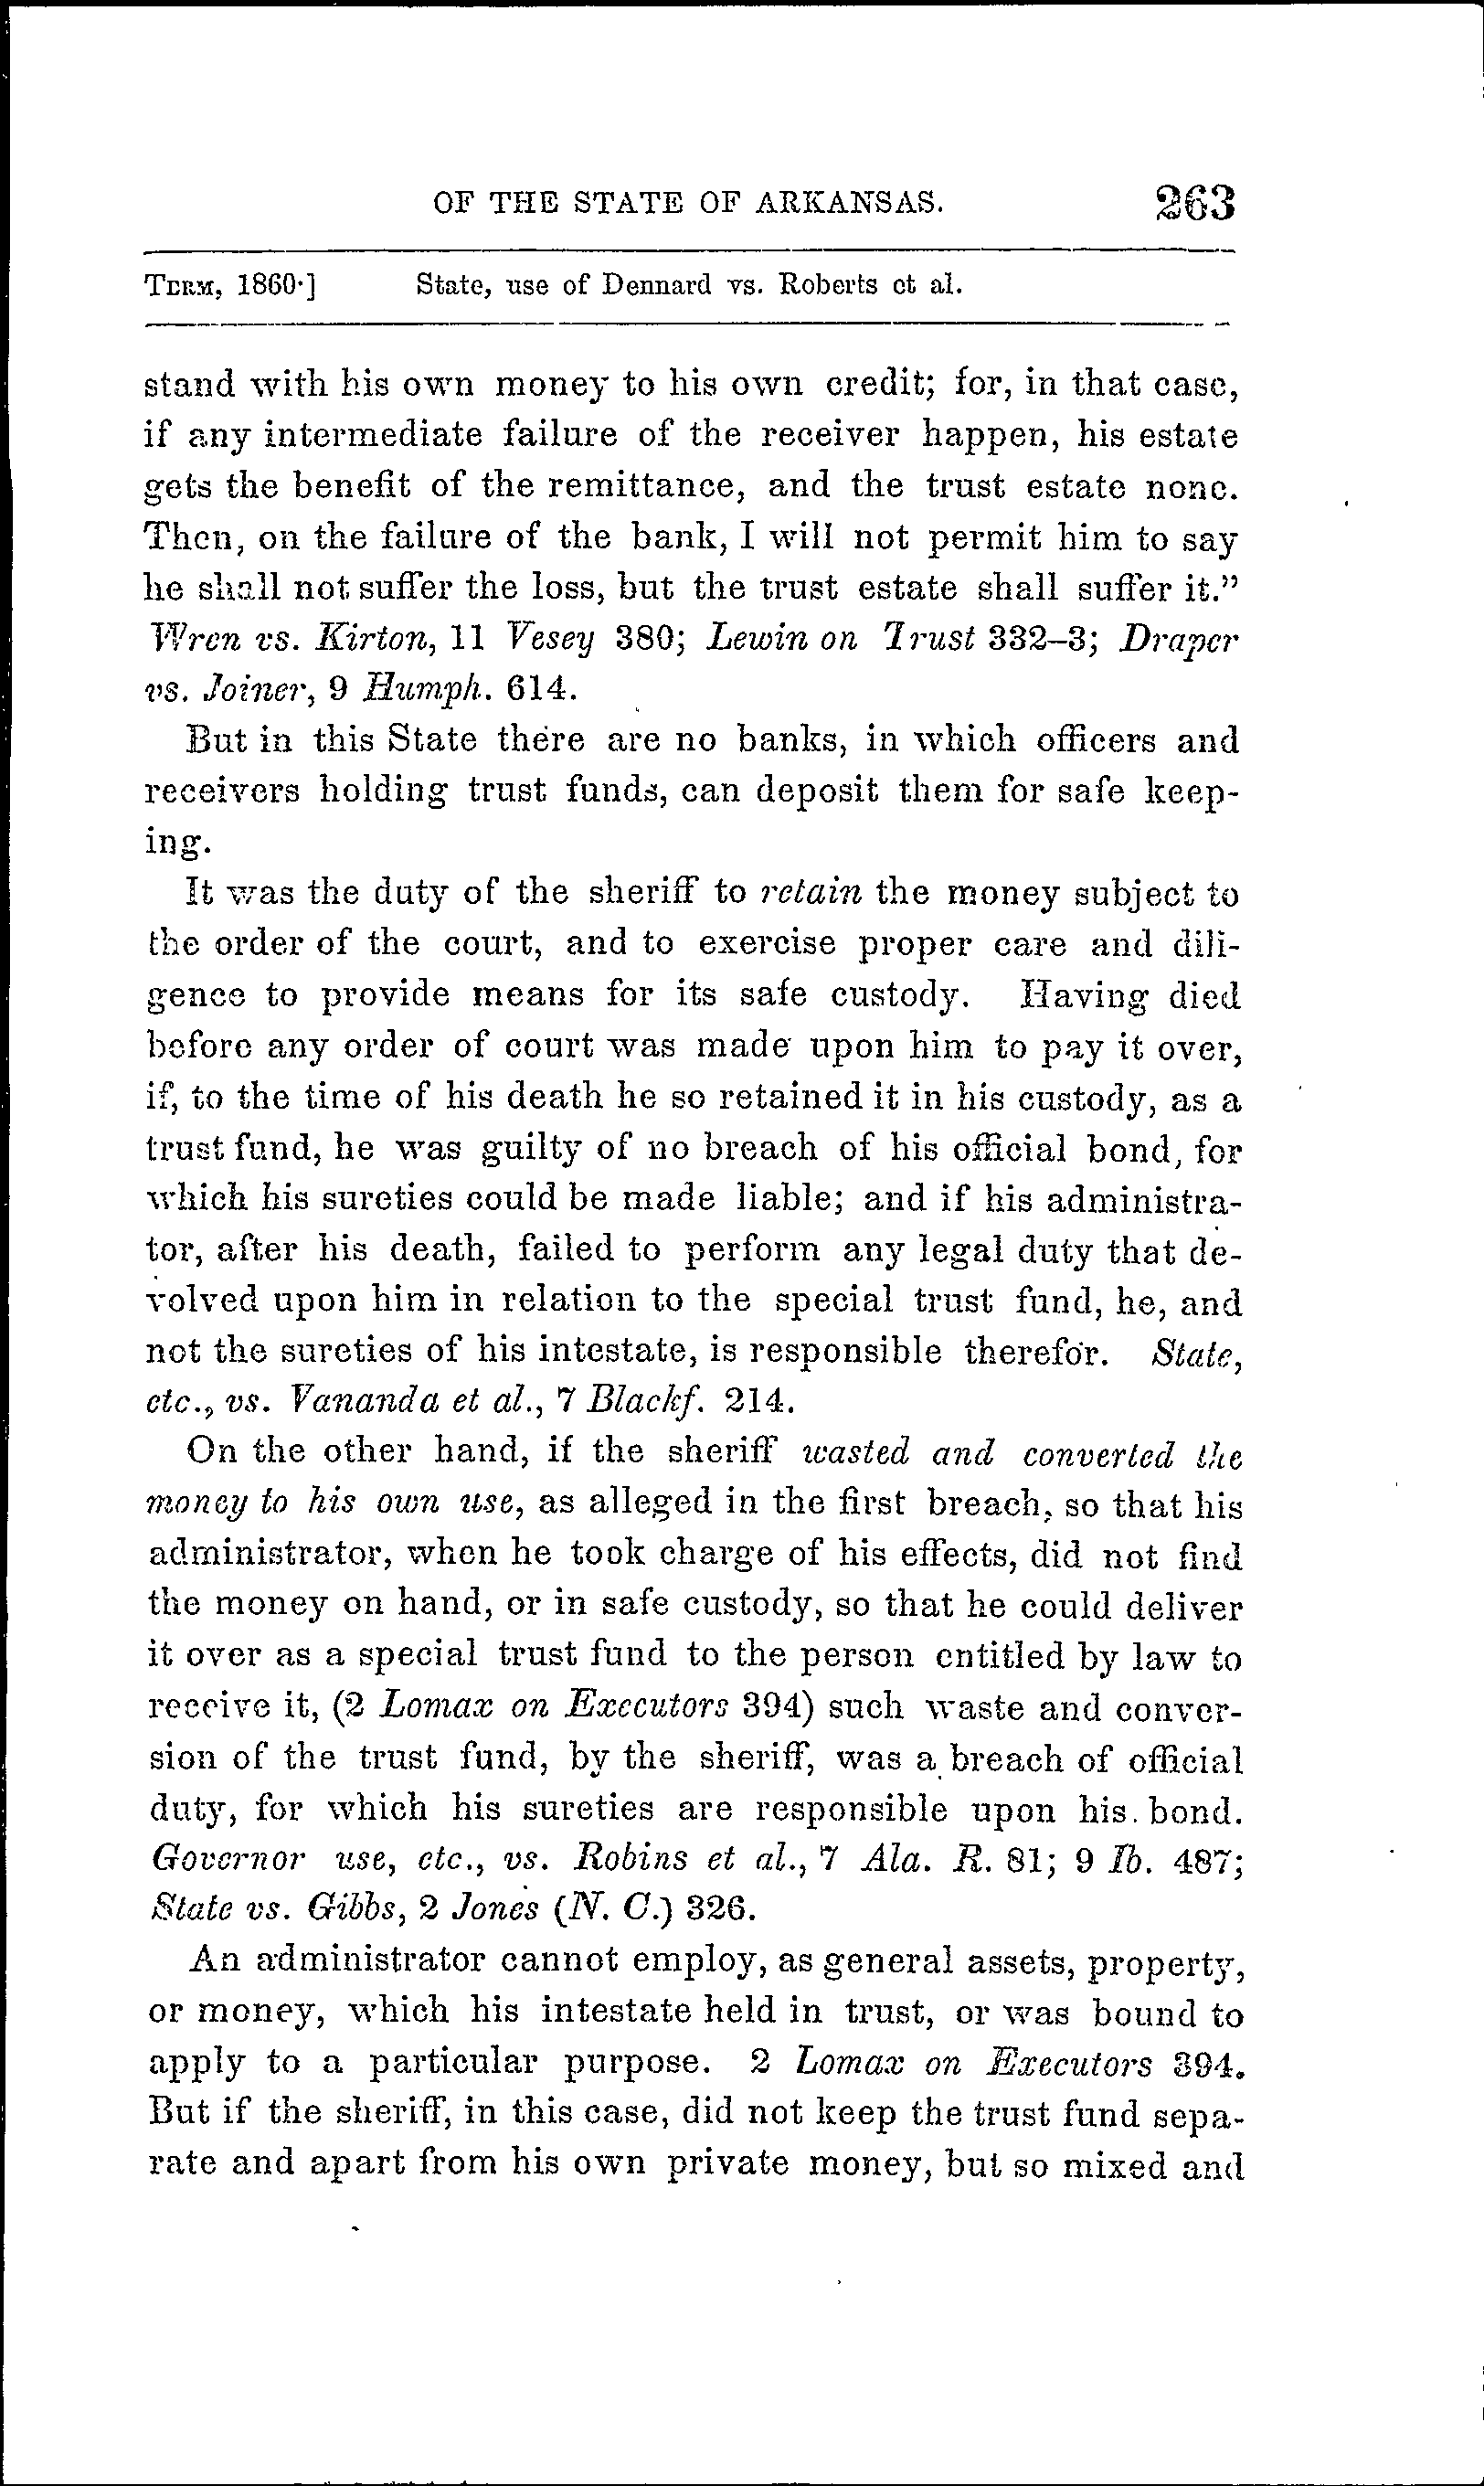 OF THE STATE OF ARKANSAS. 263
TERM, 1860.] State, use of Dennard vs. Roberts et al.
stand with his own money to his own credit; for, in that case,
if any intermediate failure of the receiver happen, his estate
gets the benefit of the remittance, and the trust estate none.
Then, on the failure of the bank, I will not permit him to say
he shall not suffer the loss, but the trust estate shall suffer it."
Wren vs. Kirton, 11 Vesey 380; Lewin on Trust 332-3; Draper
vs. Joiner, 9 Humph. 614.
But in this State there are no banks, in which officers and
receivers holding trust funds, can deposit them for safe keep-
ing.
It was the duty of the sheriff to retain the money subject to
the order of the court, and to exercise proper care and dili-
gence to provide means for its safe custody. Having died
before any order of court was made upon him to pay it over,
if, to the time of his death he so retained it in his custody, as a
trust fund, he was guilty of no breach of his official bond, for
which his sureties could be made liable; and if his administra-
tor, after his death, failed to perform any legal duty that de-
volved upon him in relation to the special trust fund, he, and
not the sureties of his intestate, is responsible therefor. State,
etc., vs. Vananda et al., 7 Blackf. 214.
On the other hand, if the sheriff wasted and converted the
money to his own use, as alleged in the first breach, so that his
administrator, when he took charge of his effects, did not find
the money on hand, or in safe custody, so that he could deliver
it over as a special trust fund to the person entitled by law to
receive it, (2 Lomax on Executors 394) such waste and conver-
sion of the trust fund, by the sheriff, was a breach of official
duty, for which his sureties are responsible upon his bond.
Governor use, etc., vs. Robins et al., 7 Ala. R. 81; 9 Ib. 487;
State vs. Gibbs, 2 Jones (N. C.) 326.
An administrator cannot employ, as general assets, property,
or money, which his intestate held in trust, or was bound to
apply to a particular purpose. 2 Lomax on Executors 394.
But if the sheriff, in this case, did not keep the trust fund sepa-
rate and apart from his own private money, but so mixed and